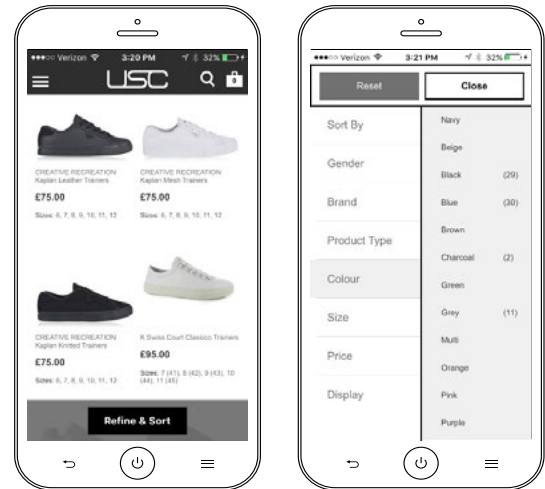 Verizon 3:20 PM 32%
USC
0
CREATIVE RECREATION
Kaplan Leather Trainers
£75.00
Sizes: 6, 7, 8, 9, 10, 11, 12
CREATIVE RECREATION
Kaplan Mesh Trainers
£75.00
Sizes: 6, 7, 8, 9, 10, 11, 12
CREATIVE RECREATION
Kaplan Knitted Trainers
£75.00
Sizes: 6, 7, 8, 9, 10, 11, 12
K Swiss Court Classico Trainers
£95.00
Sizes: 7 (41), 8 (42), 9 (43), 10
(44), 11 (45)
Refine & Sort
Verizon 3:21 PM 32%
Reset Close
Sort By
Gender
Brand
Product Type
Colour
Size
Price
Display
Navy
Beige
Black (29)
Blue (30)
Brown
Charcoal (2)
Green
Grey (11)
Multi
Orange
Pink
Purple